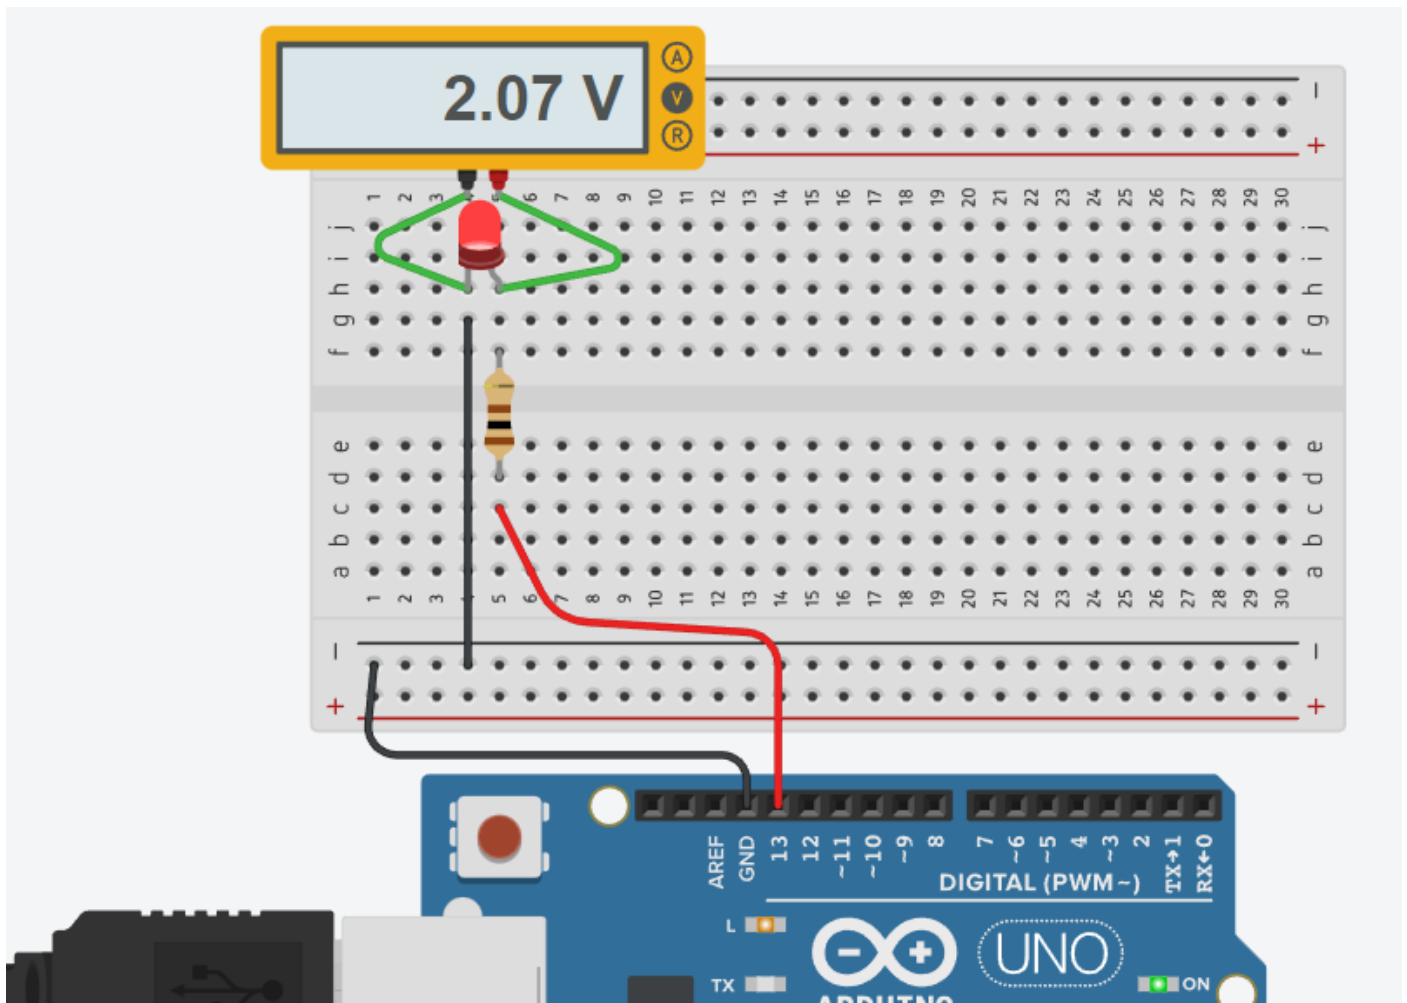 2.07 V
A
V
R
−
+
1 2 3 4 5 6 7 8 9 10 11 12 13 14 15 16 17 18 19 20 21 22 23 24 25 26 27 28 29 30
j j
i i
h h
g g
f f
e e
d d
c c
b b
a a
1 2 3 4 5 6 7 8 9 10 11 12 13 14 15 16 17 18 19 20 21 22 23 24 25 26 27 28 29 30
− −
+ +
AREF GND 13 12 ~11 ~10 ~9 8 7 ~6 ~5 4 ~3 2 TX→1 RX←0
DIGITAL (PWM~)
L
UNO
TX
ON
ARDUINO